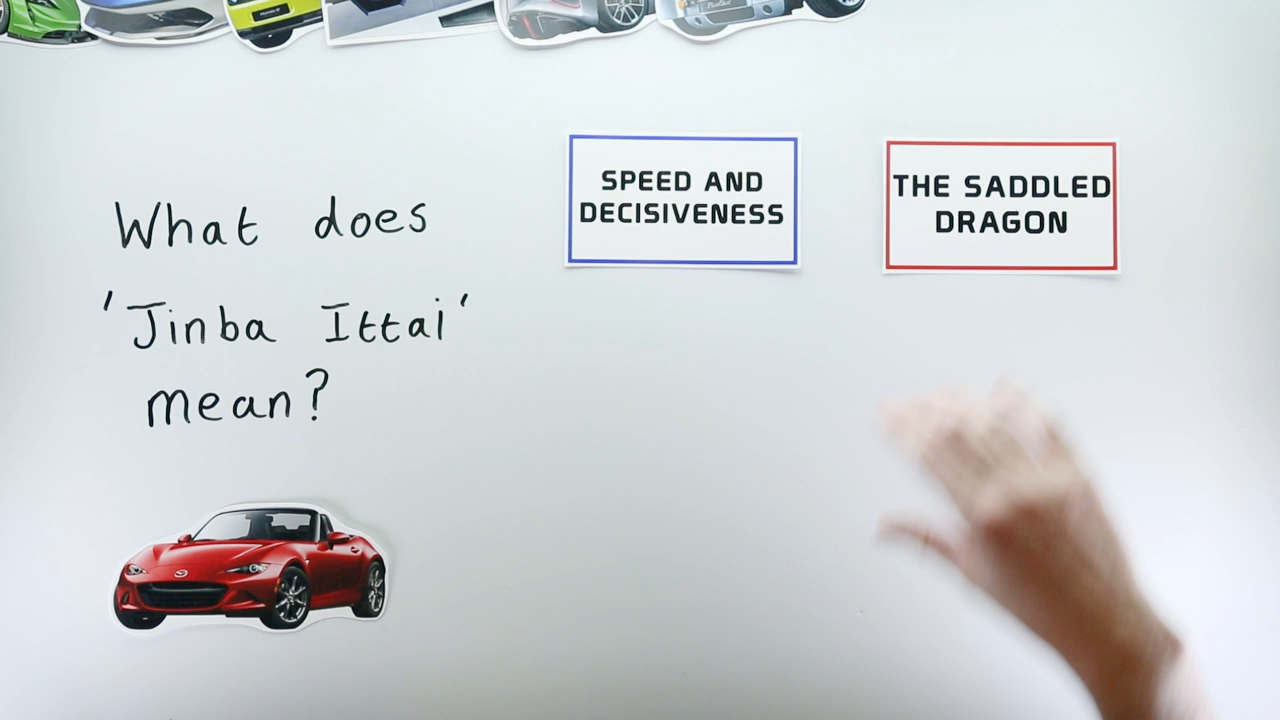 What does
'Jinba Ittai'
mean?
SPEED AND
DECISIVENESS
THE SADDLED
DRAGON